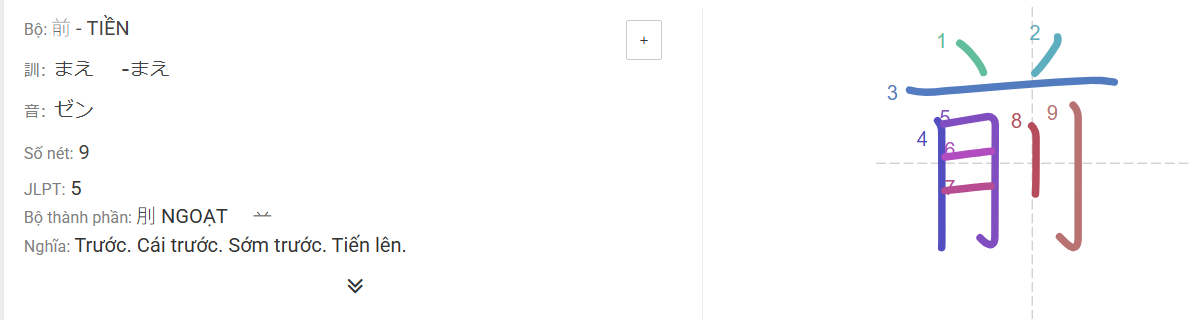 Bộ: 前 - TIỀN
+
訓: まえ -まえ
音: ゼン
Số nét: 9
JLPT: 5
Bộ thành phần: 刖 NGOẠT 䒑
Nghĩa: Trước. Cái trước. Sớm trước. Tiến lên.
1 2
3
4 5 8 9
6
7